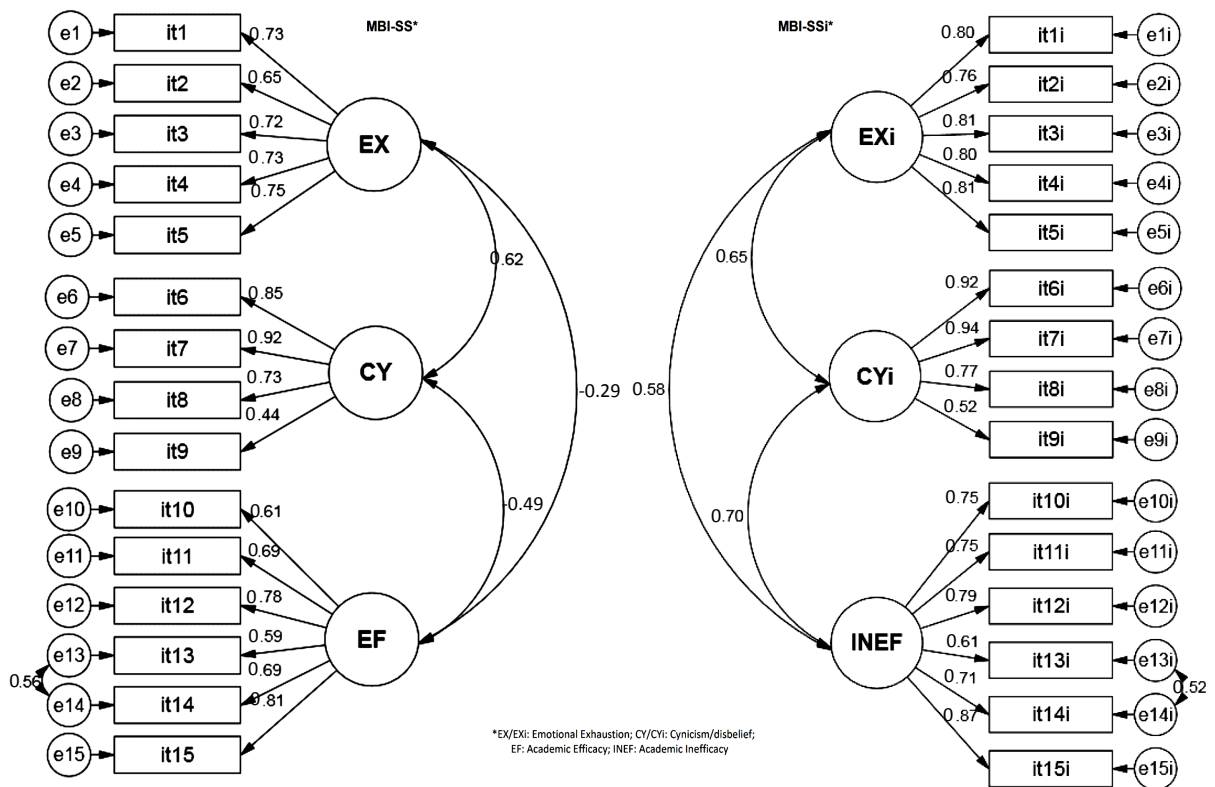 MBI-SS*
e1 it1 0.73
e2 it2 0.65
e3 it3 0.72
EX
e4 it4 0.73
e5 it5 0.75
0.62
e6 it6 0.85
e7 it7 0.92
CY
e8 it8 0.73
e9 it9 0.44
-0.29
-0.49
e10 it10 0.61
e11 it11 0.69
e12 it12 0.78
EF
e13 it13 0.59
0.56
e14 it14 0.69
e15 it15 0.81
MBI-SSi*
0.80 it1i e1i
0.76 it2i e2i
EXi
0.81 it3i e3i
0.80 it4i e4i
0.81 it5i e5i
0.65
0.92 it6i e6i
0.94 it7i e7i
CYi
0.77 it8i e8i
0.52 it9i e9i
0.58
0.70
0.75 it10i e10i
0.75 it11i e11i
0.79 it12i e12i
INEF
0.61 it13i e13i
0.52
0.71 it14i e14i
0.87 it15i e15i
*EX/EXi: Emotional Exhaustion; CY/CYi: Cynicism/disbelief;
EF: Academic Efficacy; INEF: Academic Inefficacy